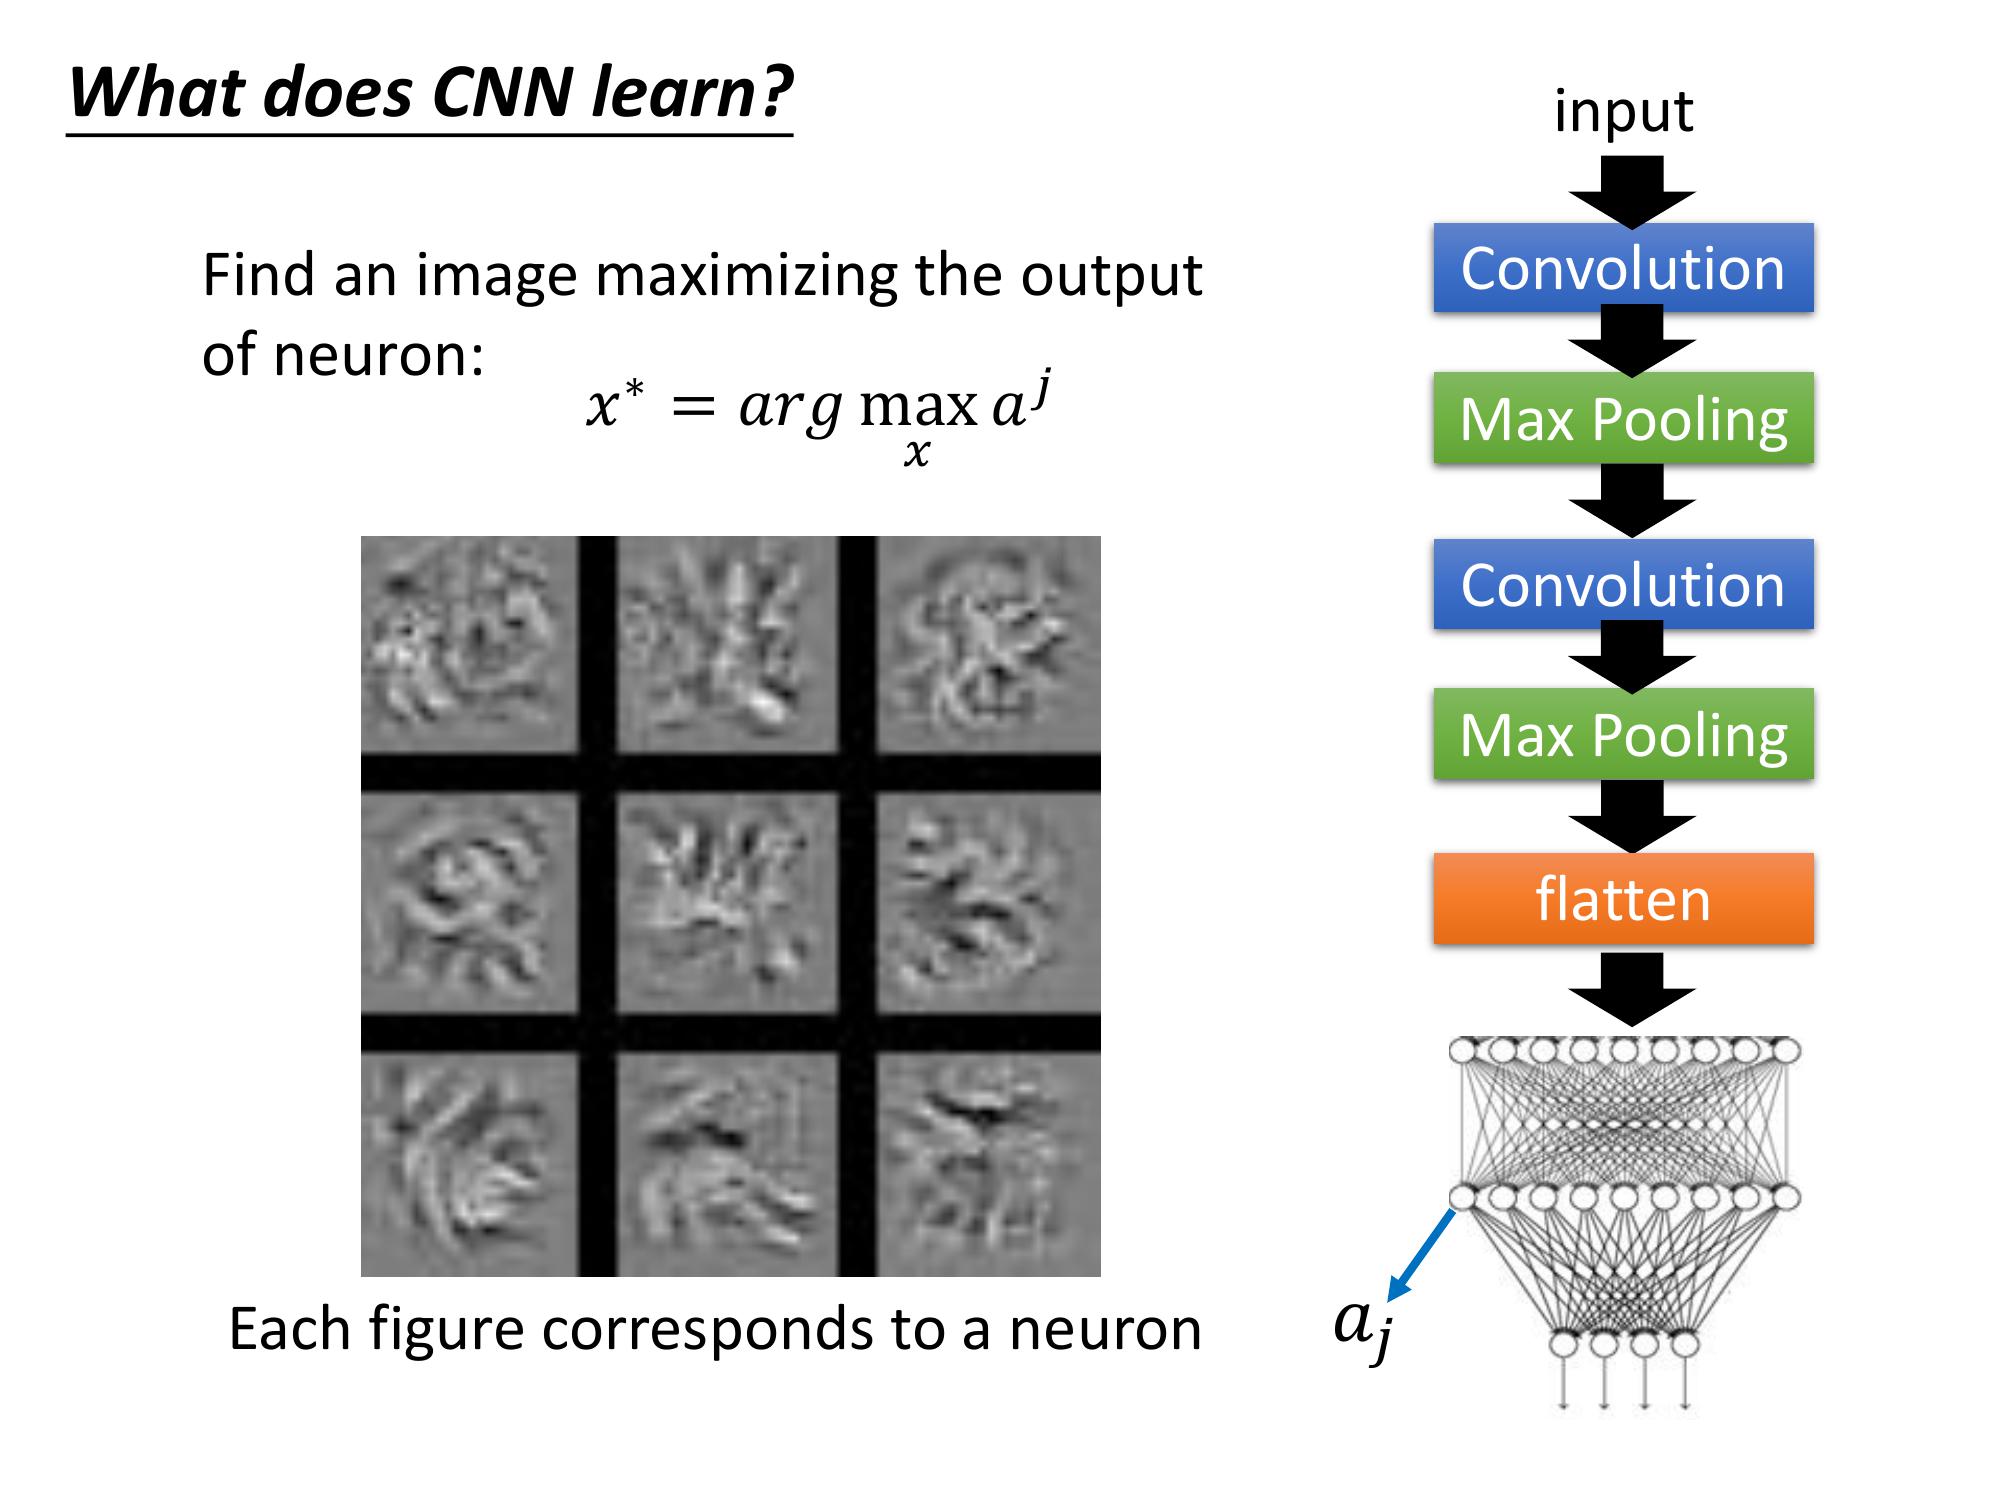 What does CNN learn?
Find an image maximizing the output
of neuron:
x* = arg max a^j
x
Each figure corresponds to a neuron
input
Convolution
Max Pooling
Convolution
Max Pooling
flatten
a_j